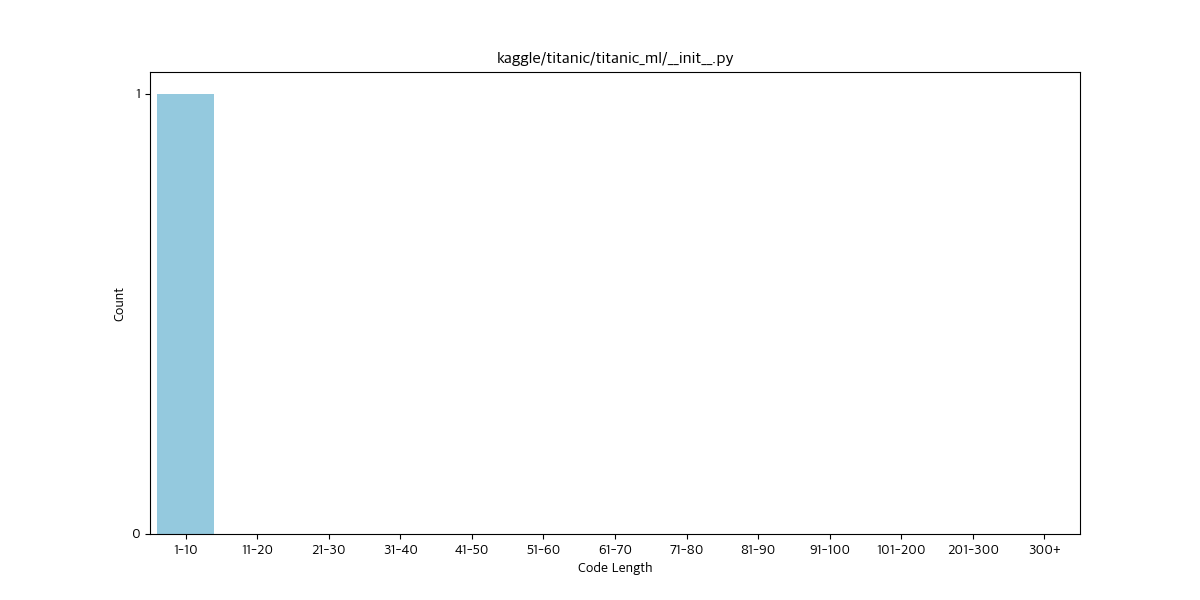 kaggle/titanic/titanic_ml/__init__.py
1
Count
0
1-10 11-20 21-30 31-40 41-50 51-60 61-70 71-80 81-90 91-100 101-200 201-300 300+
Code Length